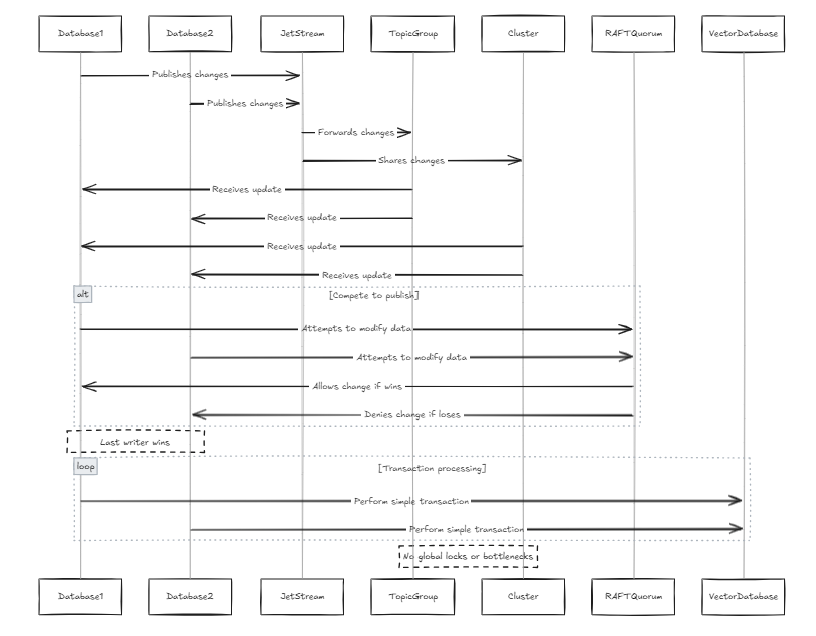 Database1
Database2
JetStream
TopicGroup
Cluster
RAFTQuorum
VectorDatabase
Publishes changes
Publishes changes
Forwards changes
Shares changes
Receives update
Receives update
Receives update
Receives update
alt
[Compete to publish]
Attempts to modify data
Attempts to modify data
Allows change if wins
Denies change if loses
Last writer wins
loop
[Transaction processing]
Perform simple transaction
Perform simple transaction
No global locks or bottlenecks
Database1
Database2
JetStream
TopicGroup
Cluster
RAFTQuorum
VectorDatabase